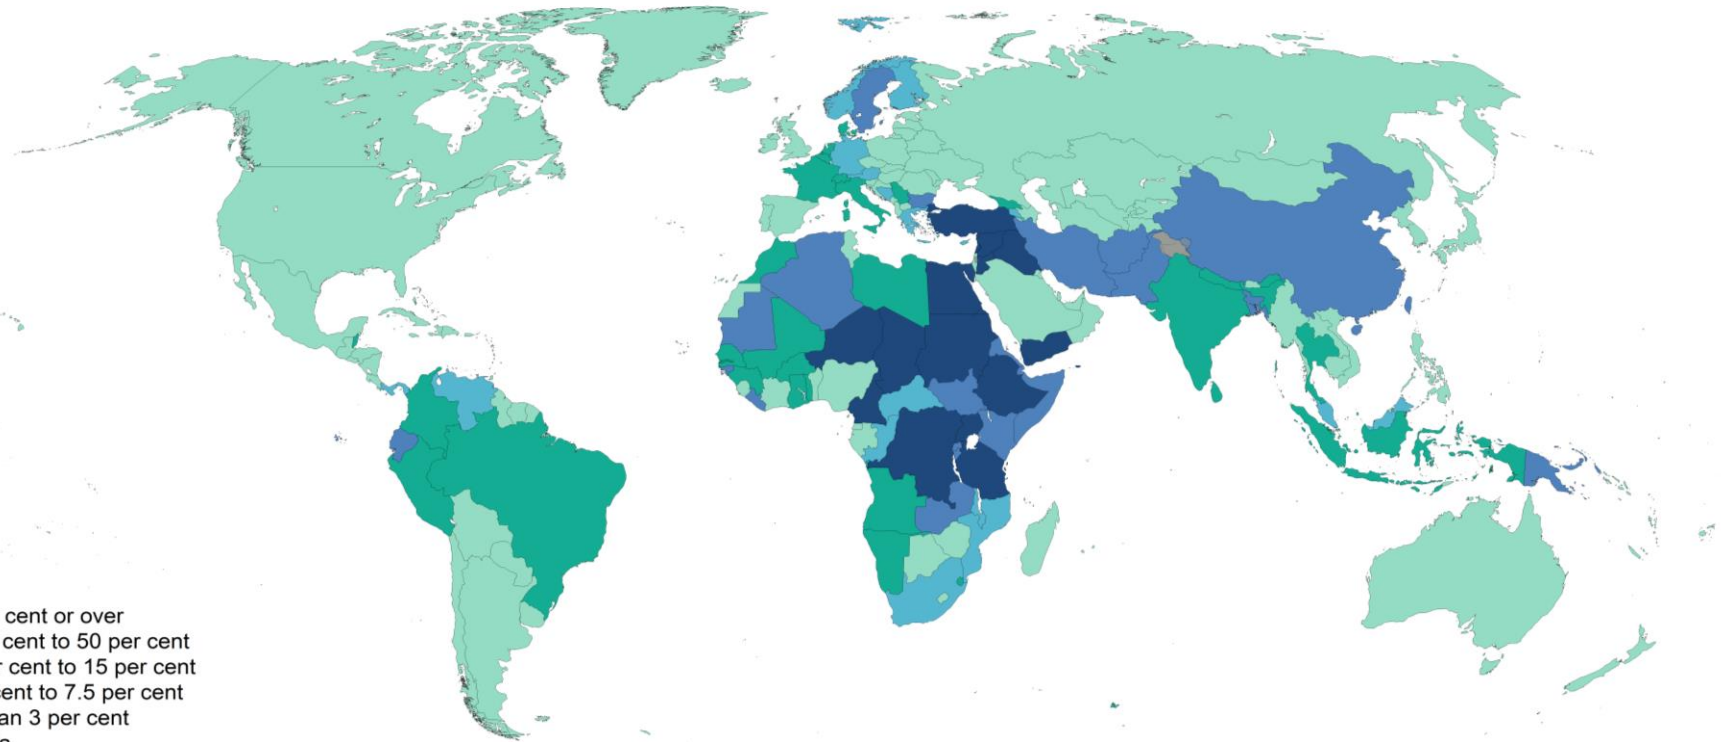 cent or over
cent to 50 per cent
cent to 15 per cent
cent to 7.5 per cent
an 3 per cent